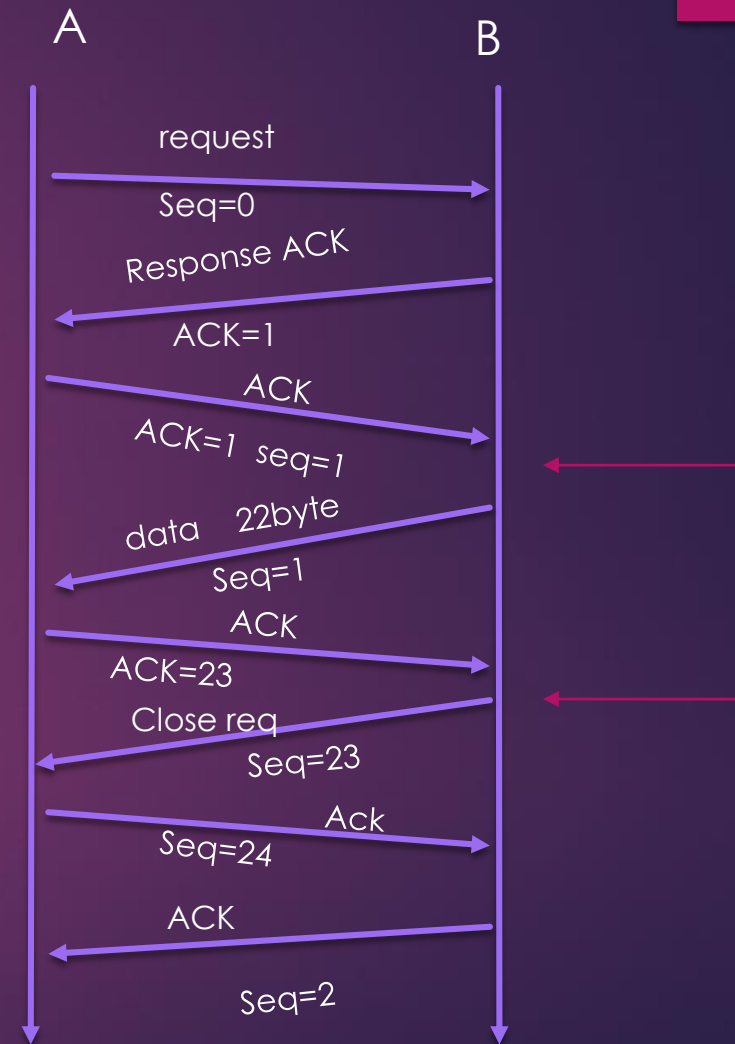 A
B
request
Seq=0
Response ACK
ACK=1
ACK
ACK=1 seq=1
data 22byte
Seq=1
ACK
ACK=23
Close req
Seq=23
Ack
Seq=24
ACK
Seq=2